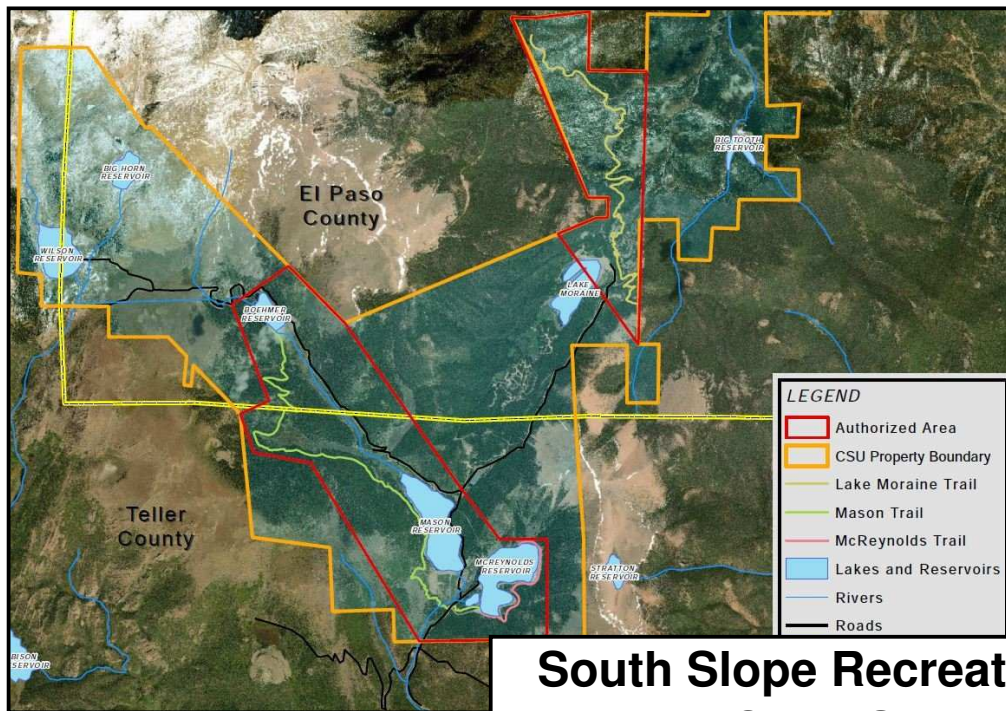 BIG TOOTH
RESERVOIR
BIG HORN
RESERVOIR
El Paso
County
WILSON
RESERVOIR
LAKE
MORAINE
BOEHMER
RESERVOIR
LEGEND
Authorized Area
CSU Property Boundary
Lake Moraine Trail
Mason Trail
McReynolds Trail
Lakes and Reservoirs
Rivers
Roads
Teller
County
MASON
RESERVOIR
MCREYNOLDS
RESERVOIR
STRATTON
RESERVOIR
BISON
SERVOIR
South Slope Recreat